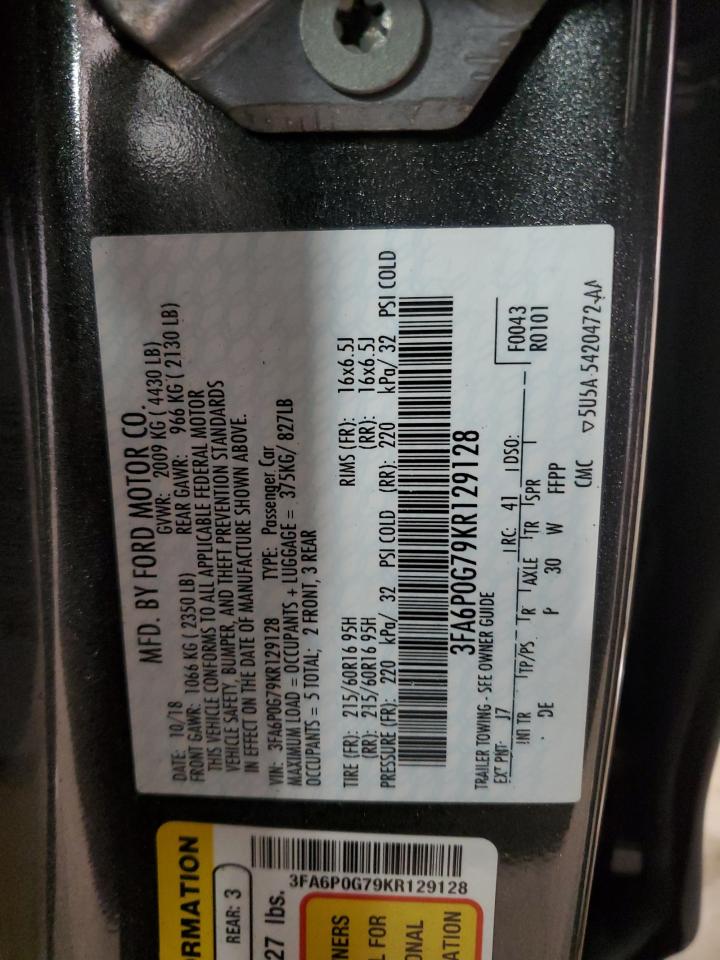 MFD. BY FORD MOTOR CO.
DATE: 10/18 GVWR: 2009 KG ( 4430 LB)
FRONT GAWR: 1066 KG ( 2350 LB) REAR GAWR: 966 KG ( 2130 LB)
THIS VEHICLE CONFORMS TO ALL APPLICABLE FEDERAL MOTOR
VEHICLE SAFETY, BUMPER, AND THEFT PREVENTION STANDARDS
IN EFFECT ON THE DATE OF MANUFACTURE SHOWN ABOVE.
VIN: 3FA6P0G79KR129128 TYPE: Passenger Car
MAXIMUM LOAD = OCCUPANTS + LUGGAGE = 375KG/ 827LB
OCCUPANTS = 5 TOTAL; 2 FRONT, 3 REAR
TIRE (FR): 215/60R16 95H RIMS (FR): 16x6.5J
(RR): 215/60R16 95H (RR): 16x6.5J
PRESSURE (FR): 220 kPa/ 32 PSI COLD (RR): 220 kPa/ 32 PSI COLD
3FA6P0G79KR129128
TRAILER TOWING - SEE OWNER GUIDE
EXT PNT: J7 RC: 41 DSO: F0043
R0101
INT TR TP/PS R AXLE TR SPR
DE P 30 W FFPP
CMC ▽5U5A-5420472-AA
RMATION
REAR: 3
27 lbs.
3FA6P0G79KR129128
NERS
L FOR
ONAL
ATION